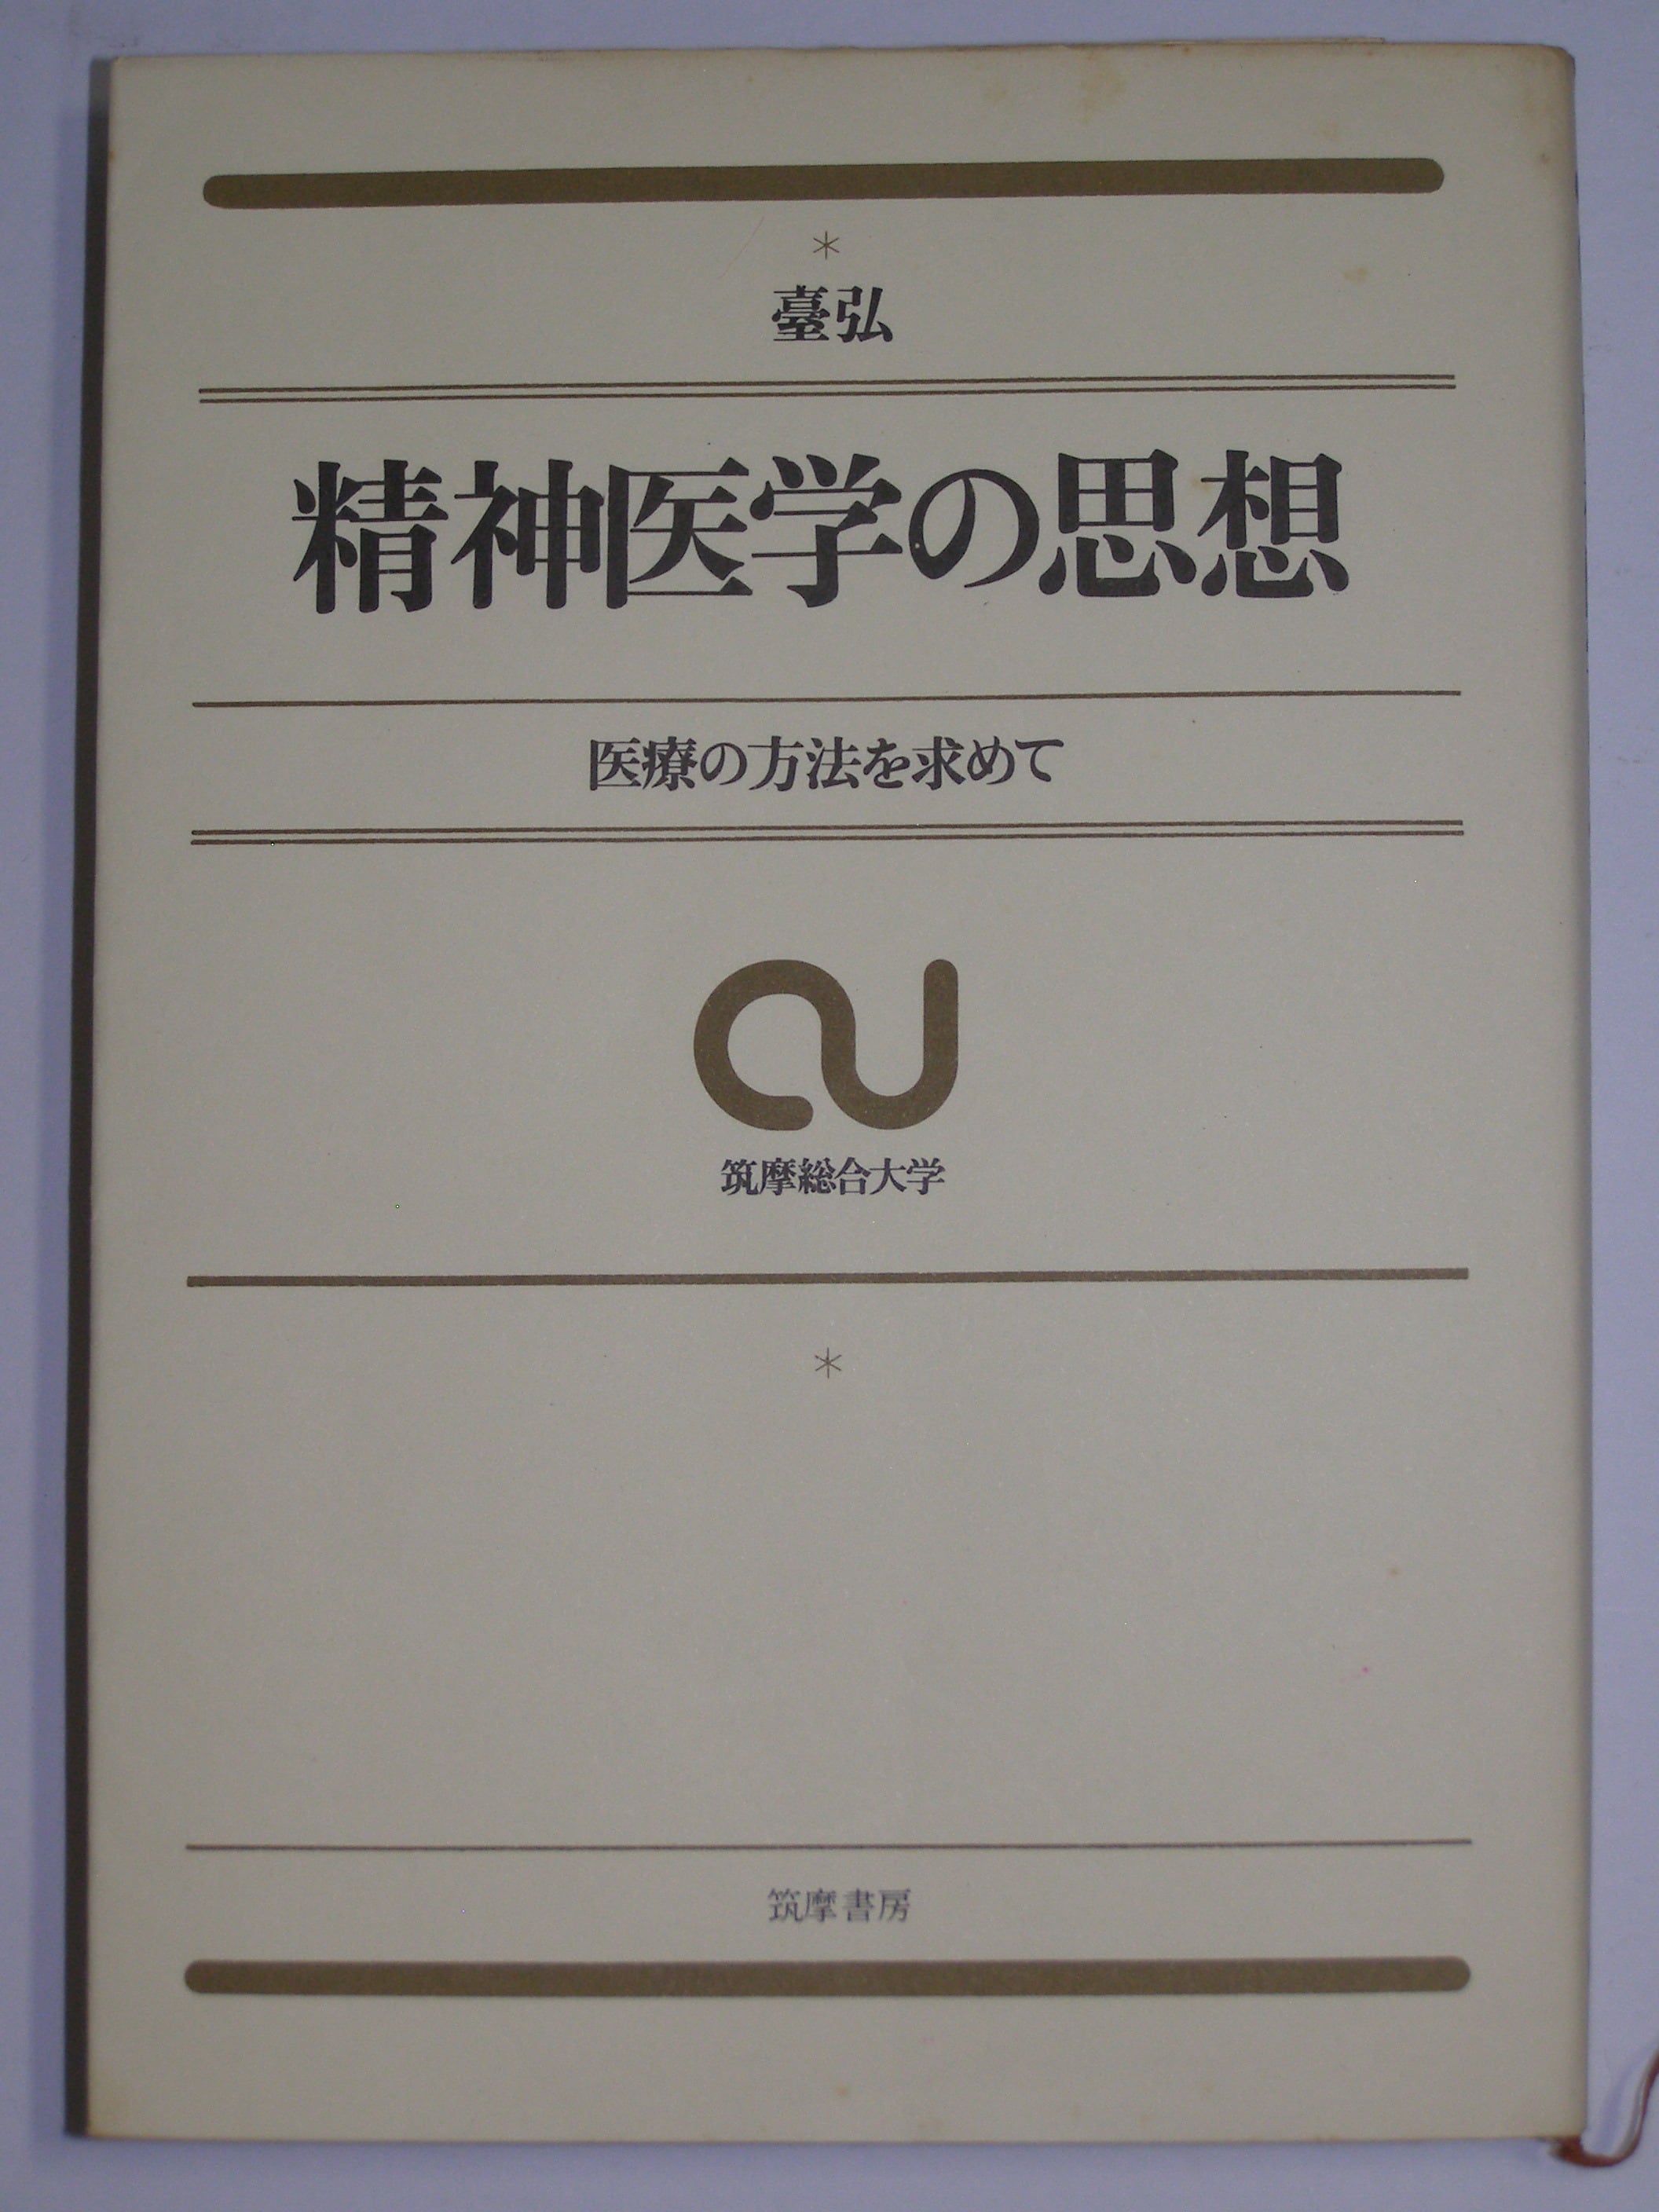 *
臺弘
精神医学の思想
医療の方法を求めて
筑摩総合大学
*
筑摩書房